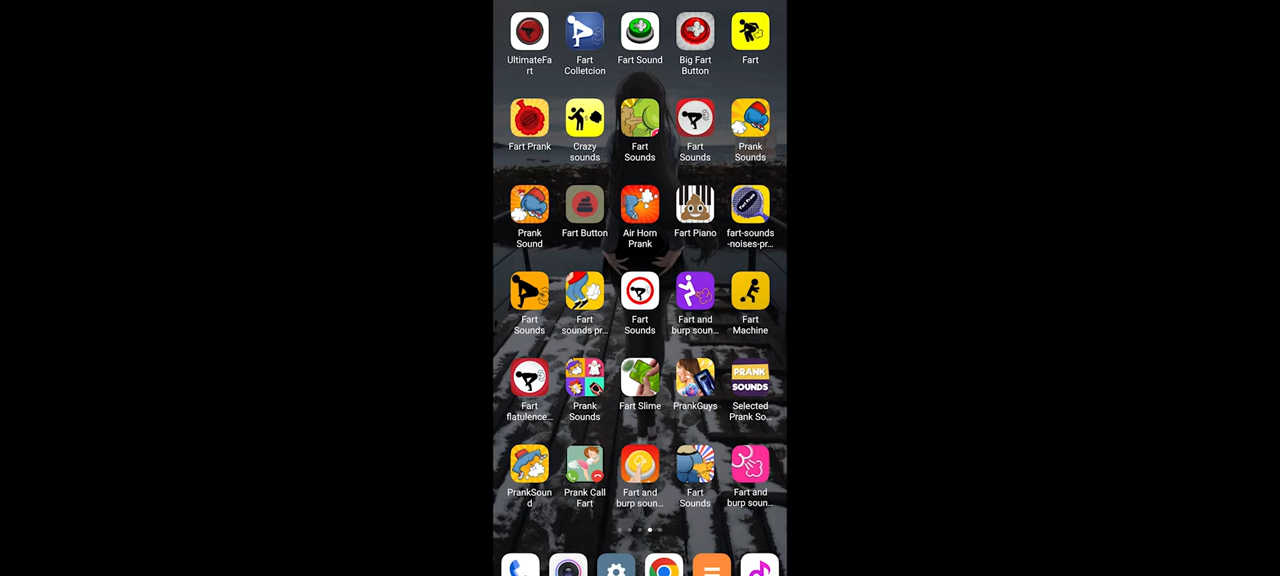 UltimateFa
rt
Fart
Colletcion
Fart Sound
Big Fart
Button
Fart
Fart Prank
Crazy
sounds
Fart
Sounds
Fart
Sounds
Prank
Sounds
Prank
Sound
Fart Button
Air Horn
Prank
Fart Piano
Fart Prank
fart-sounds
-noises-pr...
Fart
Sounds
Fart
sounds pr...
Fart
Sounds
Fart and
burp soun...
Fart
Machine
Fart
flatulence...
Prank
Sounds
Fart Slime
PrankGuys
PRANK
SOUNDS
Selected
Prank So...
PrankSoun
d
Prank Call
Fart
Fart and
burp soun...
Fart
Sounds
Fart and
burp soun...